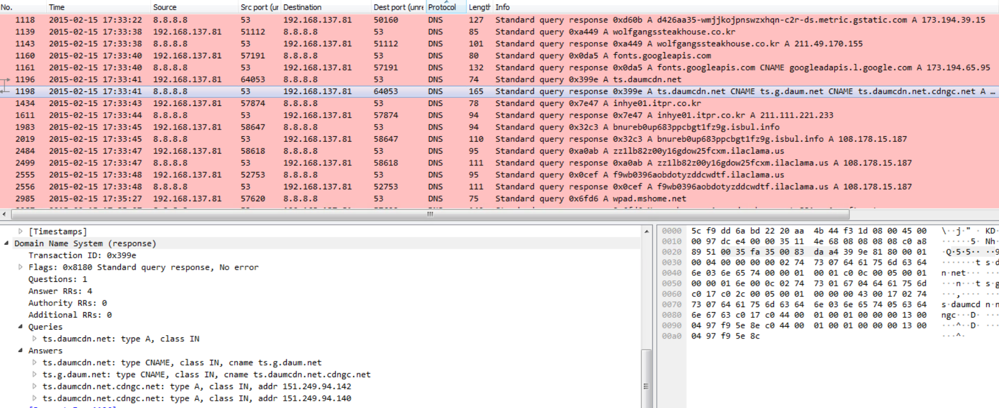 No. Time Source Src port (ur Destination Dest port (unre Protocol Length Info
1118 2015-02-15 17:33:22 8.8.8.8 53 192.168.137.81 50160 DNS 127 Standard query response 0xd60b A d426aa35-wmjjkojpnswzxhqn-c2r-ds.metric.gstatic.com A 173.194.39.15
1139 2015-02-15 17:33:38 192.168.137.81 51112 8.8.8.8 53 DNS 85 Standard query 0xa449 A wolfgangssteakhouse.co.kr
1143 2015-02-15 17:33:38 8.8.8.8 53 192.168.137.81 51112 DNS 101 Standard query response 0xa449 A wolfgangssteakhouse.co.kr A 211.49.170.155
1160 2015-02-15 17:33:40 192.168.137.81 57191 8.8.8.8 53 DNS 80 Standard query 0x0da5 A fonts.googleapis.com
1161 2015-02-15 17:33:40 8.8.8.8 53 192.168.137.81 57191 DNS 132 Standard query response 0x0da5 A fonts.googleapis.com CNAME googleadapis.l.google.com A 173.194.65.95
1196 2015-02-15 17:33:41 192.168.137.81 64053 8.8.8.8 53 DNS 74 Standard query 0x399e A ts.daumcdn.net
1198 2015-02-15 17:33:41 8.8.8.8 53 192.168.137.81 64053 DNS 165 Standard query response 0x399e A ts.daumcdn.net CNAME ts.g.daum.net CNAME ts.daumcdn.net.cdngc.net A …
1434 2015-02-15 17:33:43 192.168.137.81 57874 8.8.8.8 53 DNS 78 Standard query 0x7e47 A inhye01.itpr.co.kr
1611 2015-02-15 17:33:44 8.8.8.8 53 192.168.137.81 57874 DNS 94 Standard query response 0x7e47 A inhye01.itpr.co.kr A 211.111.221.233
1983 2015-02-15 17:33:45 192.168.137.81 58647 8.8.8.8 53 DNS 94 Standard query 0x32c3 A bnureb0up683ppcbgt1fz9g.isbul.info
2019 2015-02-15 17:33:45 8.8.8.8 53 192.168.137.81 58647 DNS 110 Standard query response 0x32c3 A bnureb0up683ppcbgt1fz9g.isbul.info A 108.178.15.187
2484 2015-02-15 17:33:47 192.168.137.81 58618 8.8.8.8 53 DNS 95 Standard query 0xa0ab A zz1lb82z00y16gdow25fcxm.ilaclama.us
2499 2015-02-15 17:33:47 8.8.8.8 53 192.168.137.81 58618 DNS 111 Standard query response 0xa0ab A zz1lb82z00y16gdow25fcxm.ilaclama.us A 108.178.15.187
2555 2015-02-15 17:33:48 192.168.137.81 52753 8.8.8.8 53 DNS 95 Standard query 0x0cef A f9wb0396aobdotyzddcwdtf.ilaclama.us
2556 2015-02-15 17:33:48 8.8.8.8 53 192.168.137.81 52753 DNS 111 Standard query response 0x0cef A f9wb0396aobdotyzddcwdtf.ilaclama.us A 108.178.15.187
2985 2015-02-15 17:35:27 192.168.137.81 57620 8.8.8.8 53 DNS 75 Standard query 0x6fd6 A wpad.mshome.net
[Timestamps]
Domain Name System (response)
Transaction ID: 0x399e
Flags: 0x8180 Standard query response, No error
Questions: 1
Answer RRs: 4
Authority RRs: 0
Additional RRs: 0
Queries
ts.daumcdn.net: type A, class IN
Answers
ts.daumcdn.net: type CNAME, class IN, cname ts.g.daum.net
ts.g.daum.net: type CNAME, class IN, cname ts.daumcdn.net.cdngc.net
ts.daumcdn.net.cdngc.net: type A, class IN, addr 151.249.94.142
ts.daumcdn.net.cdngc.net: type A, class IN, addr 151.249.94.140
0000 5c f9 dd 6a bd 22 20 aa 4b 44 f3 1d 08 00 45 00 \··j·" · KD·
0010 00 97 dc e4 00 00 35 11 4e 68 08 08 08 08 c0 a8 ······5· Nh·
0020 89 51 00 35 fa 35 00 83 da a4 39 9e 81 80 00 01 ·Q·5·5·· ··9
0030 00 04 00 00 00 00 02 74 73 07 64 61 75 6d 63 64 ·······t s·d
0040 6e 03 6e 65 74 00 00 01 00 01 c0 0c 00 05 00 01 n·net··· ···
0050 00 00 01 6e 00 0c 02 74 73 01 67 04 64 61 75 6d ···n···t s·g
0060 c0 17 c0 2c 00 05 00 01 00 00 00 43 00 17 02 74 ···,···· ···
0070 73 07 64 61 75 6d 63 64 6e 03 6e 65 74 05 63 64 s·daumcd n·n
0080 6e 67 63 c0 17 c0 44 00 01 00 01 00 00 00 13 00 ngc···D· ···
0090 04 97 f9 5e 8e c0 44 00 01 00 01 00 00 00 13 00 ···^··D· ···
00a0 04 97 f9 5e 8c ···^·